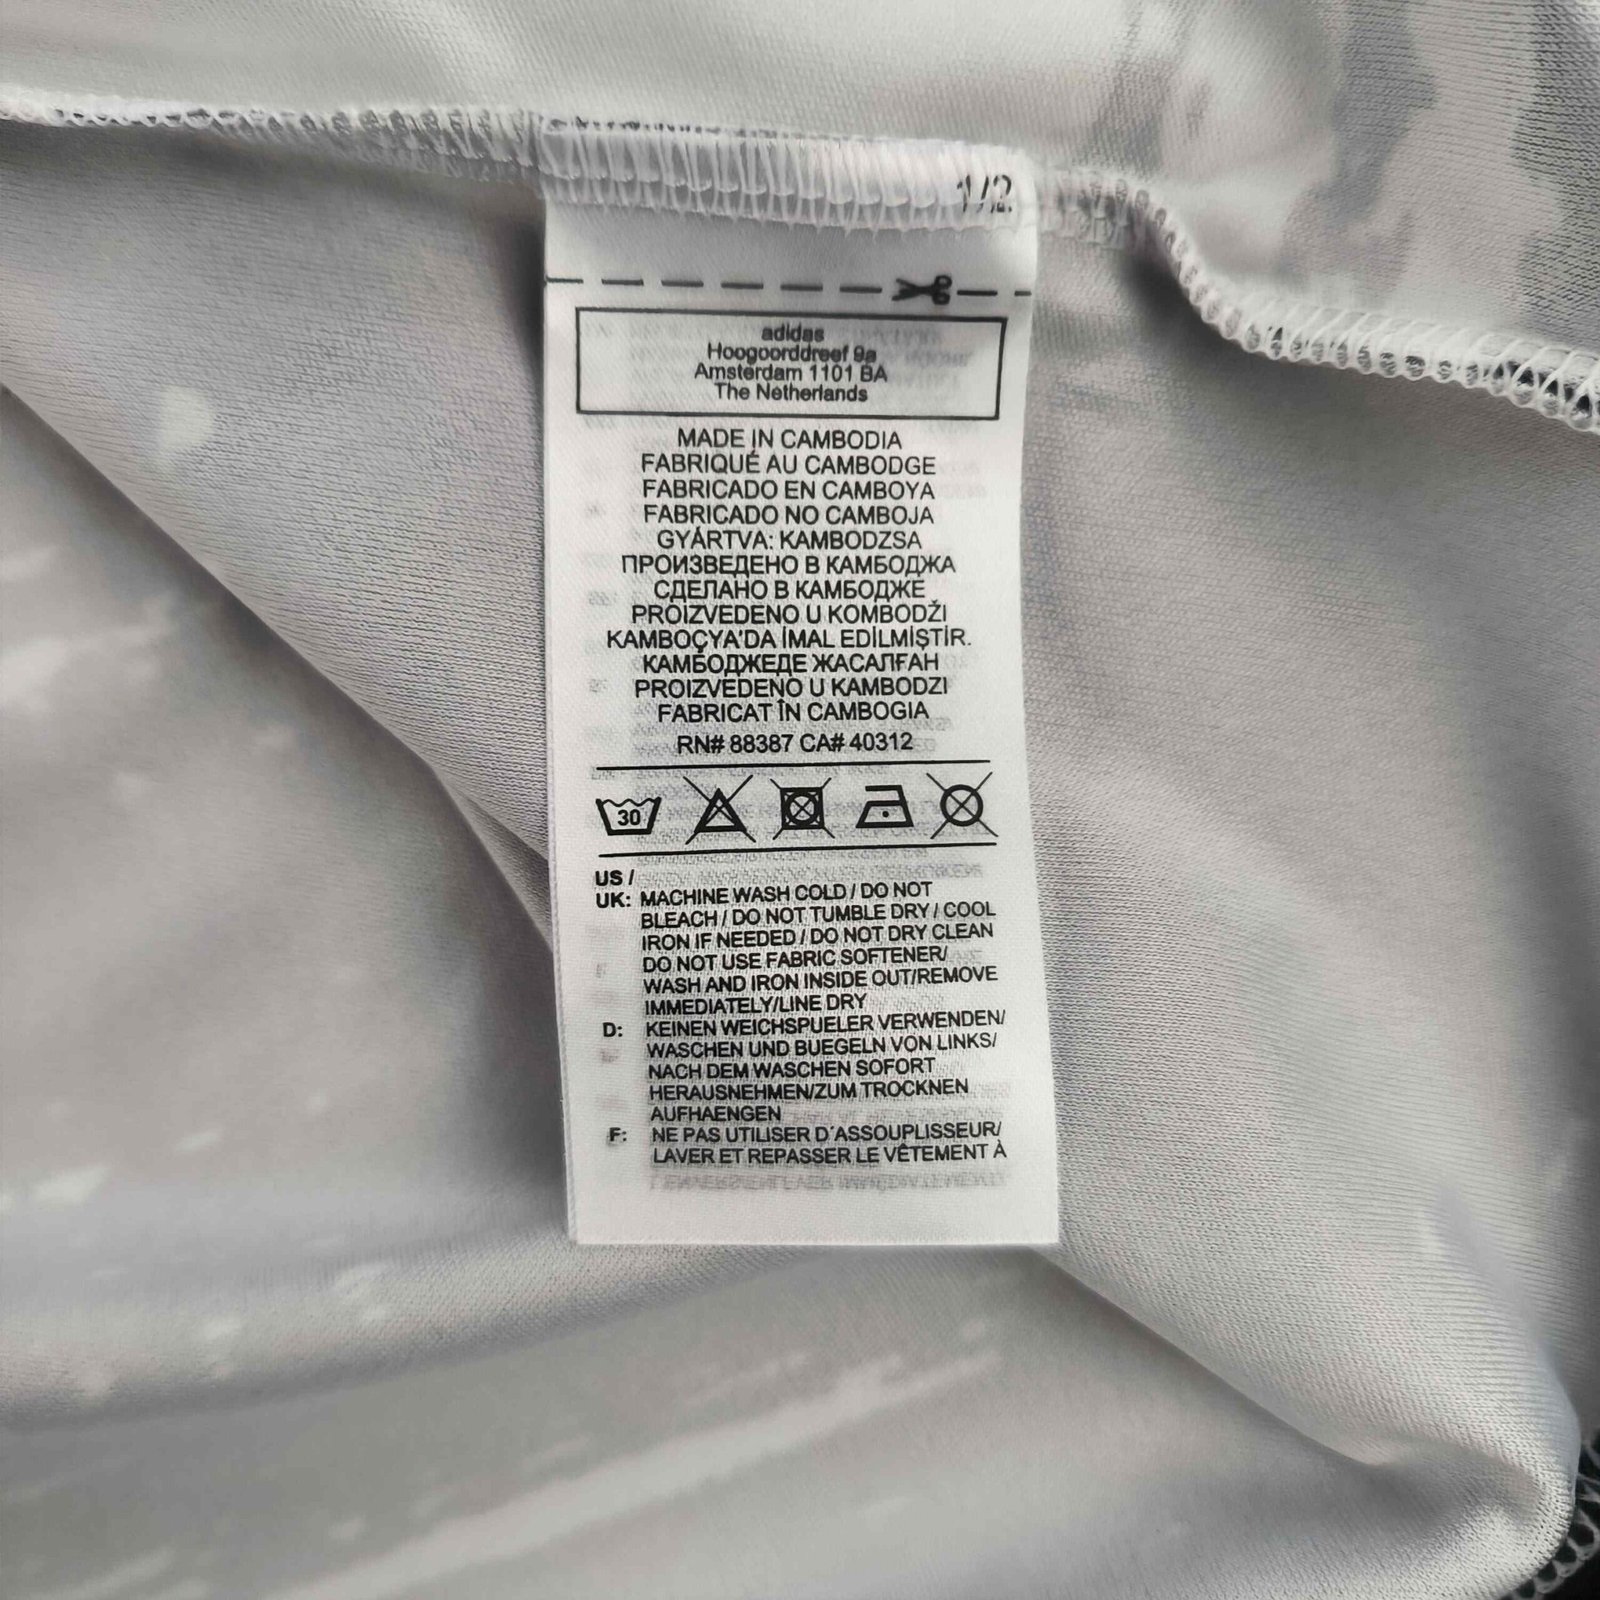 1/2
adidas
Hoogoorddreef 9a
Amsterdam 1101 BA
The Netherlands
MADE IN CAMBODIA
FABRIQUÉ AU CAMBODGE
FABRICADO EN CAMBOYA
FABRICADO NO CAMBOJA
GYÁRTVA: KAMBODZSA
ПРОИЗВЕДЕНО В КАМБОДЖА
СДЕЛАНО В КАМБОДЖЕ
PROIZVEDENO U KOMBODŽI
KAMBOÇYA'DA İMAL EDİLMİŞTİR.
КАМБОДЖЕДЕ ЖАСАЛҒАН
PROIZVEDENO U KAMBODZI
FABRICAT ÎN CAMBOGIA
RN# 88387 CA# 40312
30
US /
UK: MACHINE WASH COLD / DO NOT
BLEACH / DO NOT TUMBLE DRY / COOL
IRON IF NEEDED / DO NOT DRY CLEAN
DO NOT USE FABRIC SOFTENER/
WASH AND IRON INSIDE OUT/REMOVE
IMMEDIATELY/LINE DRY
D: KEINEN WEICHSPUELER VERWENDEN/
WASCHEN UND BUEGELN VON LINKS/
NACH DEM WASCHEN SOFORT
HERAUSNEHMEN/ZUM TROCKNEN
AUFHAENGEN
F: NE PAS UTILISER D'ASSOUPLISSEUR/
LAVER ET REPASSER LE VÊTEMENT À